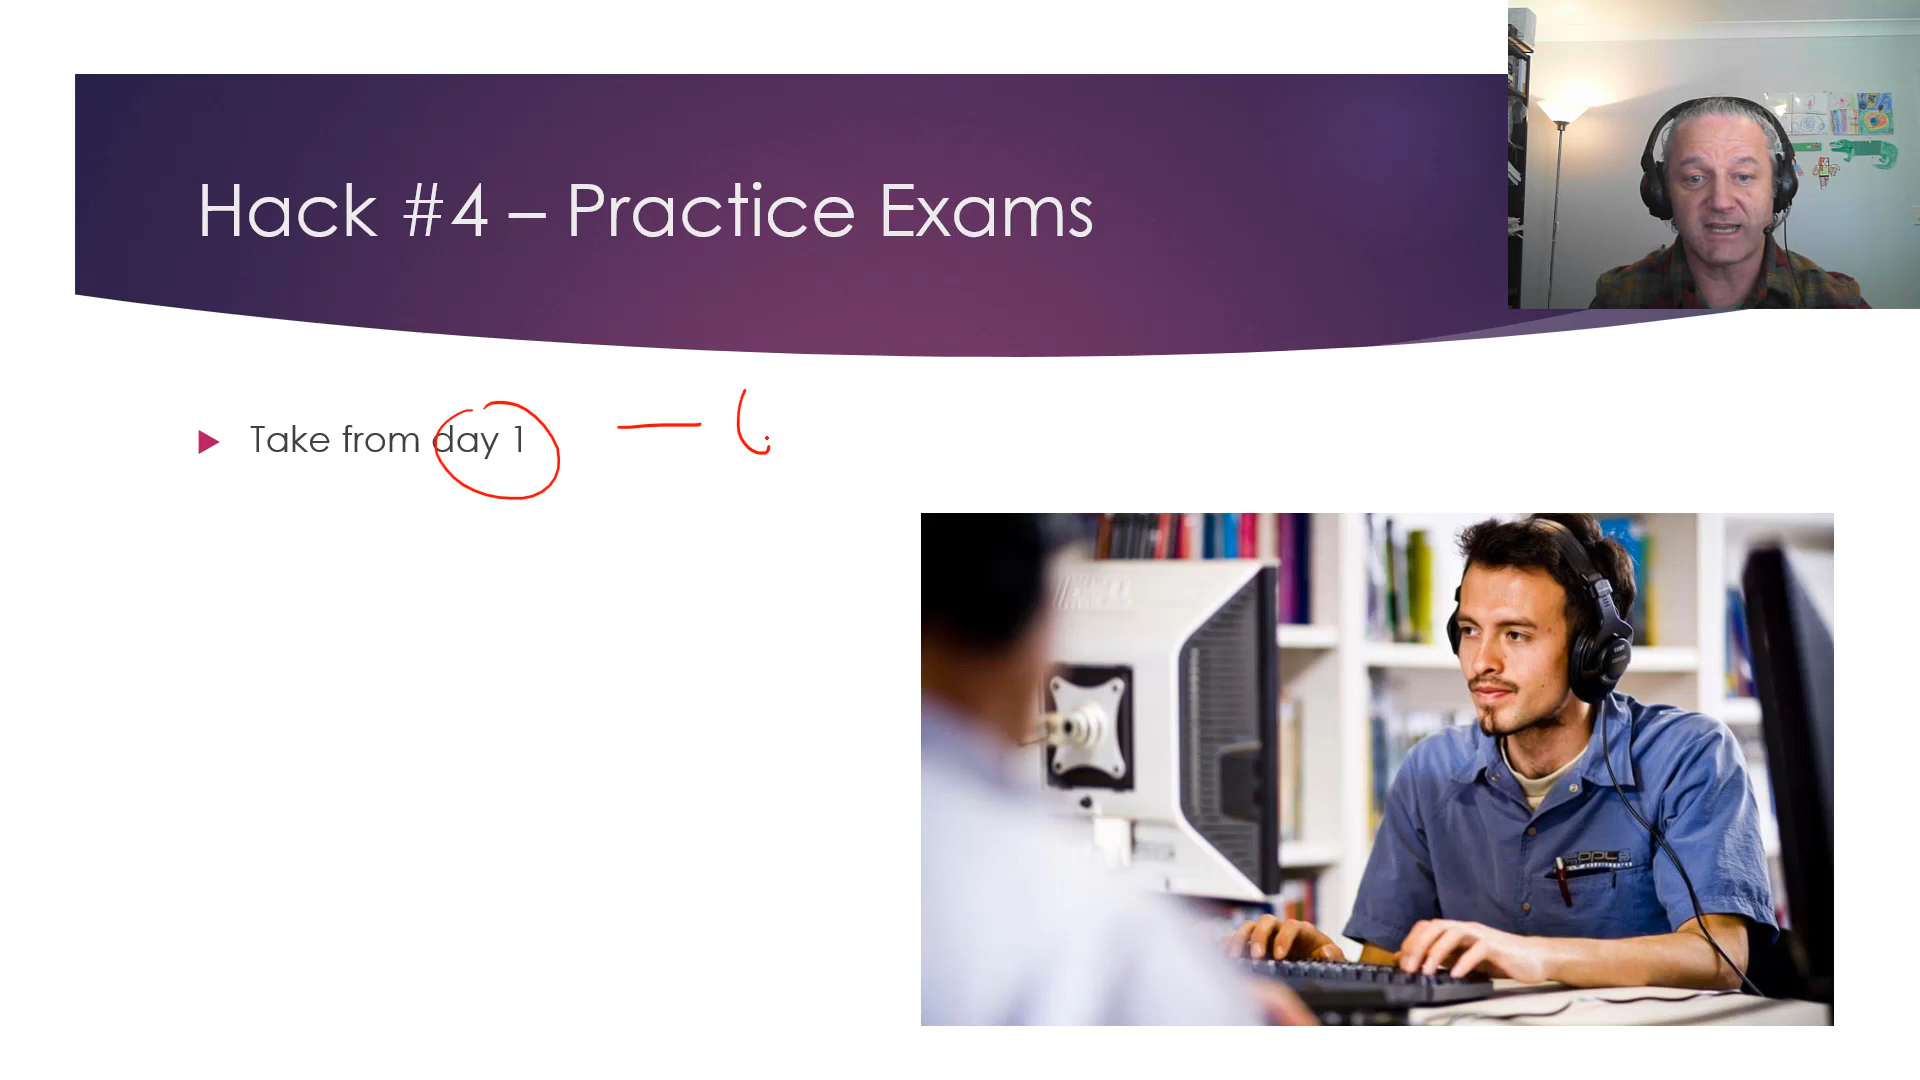 Hack #4 – Practice Exams
Take from day 1